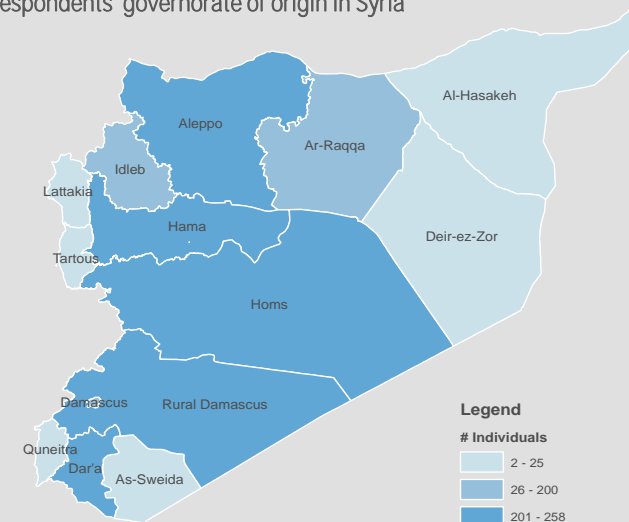 governorate of origin in Syria
Al-Hasakeh
Aleppo
Ar-Raqqa
Idleb
Lattakia
Hama
Deir-ez-Zor
Tartous
Homs
Damascus
Rural Damascus
Quneitra
Dar'a
As-Sweida
Legend
# Individuals
2 - 25
26 - 200
201 - 258